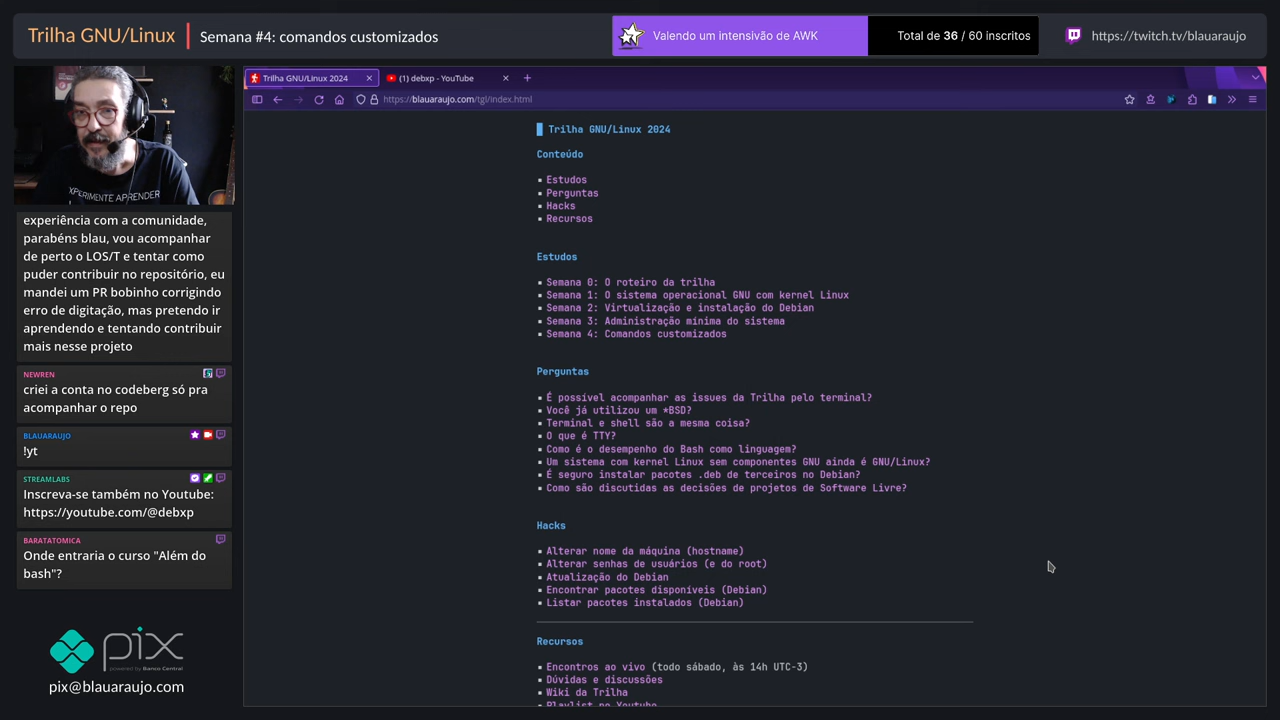 Trilha GNU/Linux
Semana #4: comandos customizados
Valendo um intensivão de AWK
Total de 36 / 60 inscritos
https://twitch.tv/blauaraujo
XPERIMENTE APRENDER
experiência com a comunidade,
parabéns blau, vou acompanhar
de perto o LOS/T e tentar como
puder contribuir no repositório, eu
mandei um PR bobinho corrigindo
erro de digitação, mas pretendo ir
aprendendo e tentando contribuir
mais nesse projeto
NEWREN
criei a conta no codeberg só pra
acompanhar o repo
BLAUARAUJO
!yt
STREAMLABS
Inscreva-se também no Youtube:
https://youtube.com/@debxp
BARATATOMICA
Onde entraria o curso "Além do
bash"?
pix
powered by Banco Central
pix@blauaraujo.com
Trilha GNU/Linux 2024
(1) debxp - YouTube
https://blauaraujo.com/tgl/index.html
Trilha GNU/Linux 2024
Conteúdo
▪ Estudos
▪ Perguntas
▪ Hacks
▪ Recursos
Estudos
▪ Semana 0: O roteiro da trilha
▪ Semana 1: O sistema operacional GNU com kernel Linux
▪ Semana 2: Virtualização e instalação do Debian
▪ Semana 3: Administração mínima do sistema
▪ Semana 4: Comandos customizados
Perguntas
▪ É possível acompanhar as issues da Trilha pelo terminal?
▪ Você já utilizou um *BSD?
▪ Terminal e shell são a mesma coisa?
▪ O que é TTY?
▪ Como é o desempenho do Bash como linguagem?
▪ Um sistema com kernel Linux sem componentes GNU ainda é GNU/Linux?
▪ É seguro instalar pacotes .deb de terceiros no Debian?
▪ Como são discutidas as decisões de projetos de Software Livre?
Hacks
▪ Alterar nome da máquina (hostname)
▪ Alterar senhas de usuários (e do root)
▪ Atualização do Debian
▪ Encontrar pacotes disponíveis (Debian)
▪ Listar pacotes instalados (Debian)
Recursos
▪ Encontros ao vivo (todo sábado, às 14h UTC-3)
▪ Dúvidas e discussões
▪ Wiki da Trilha
▪ Playlist no Youtube